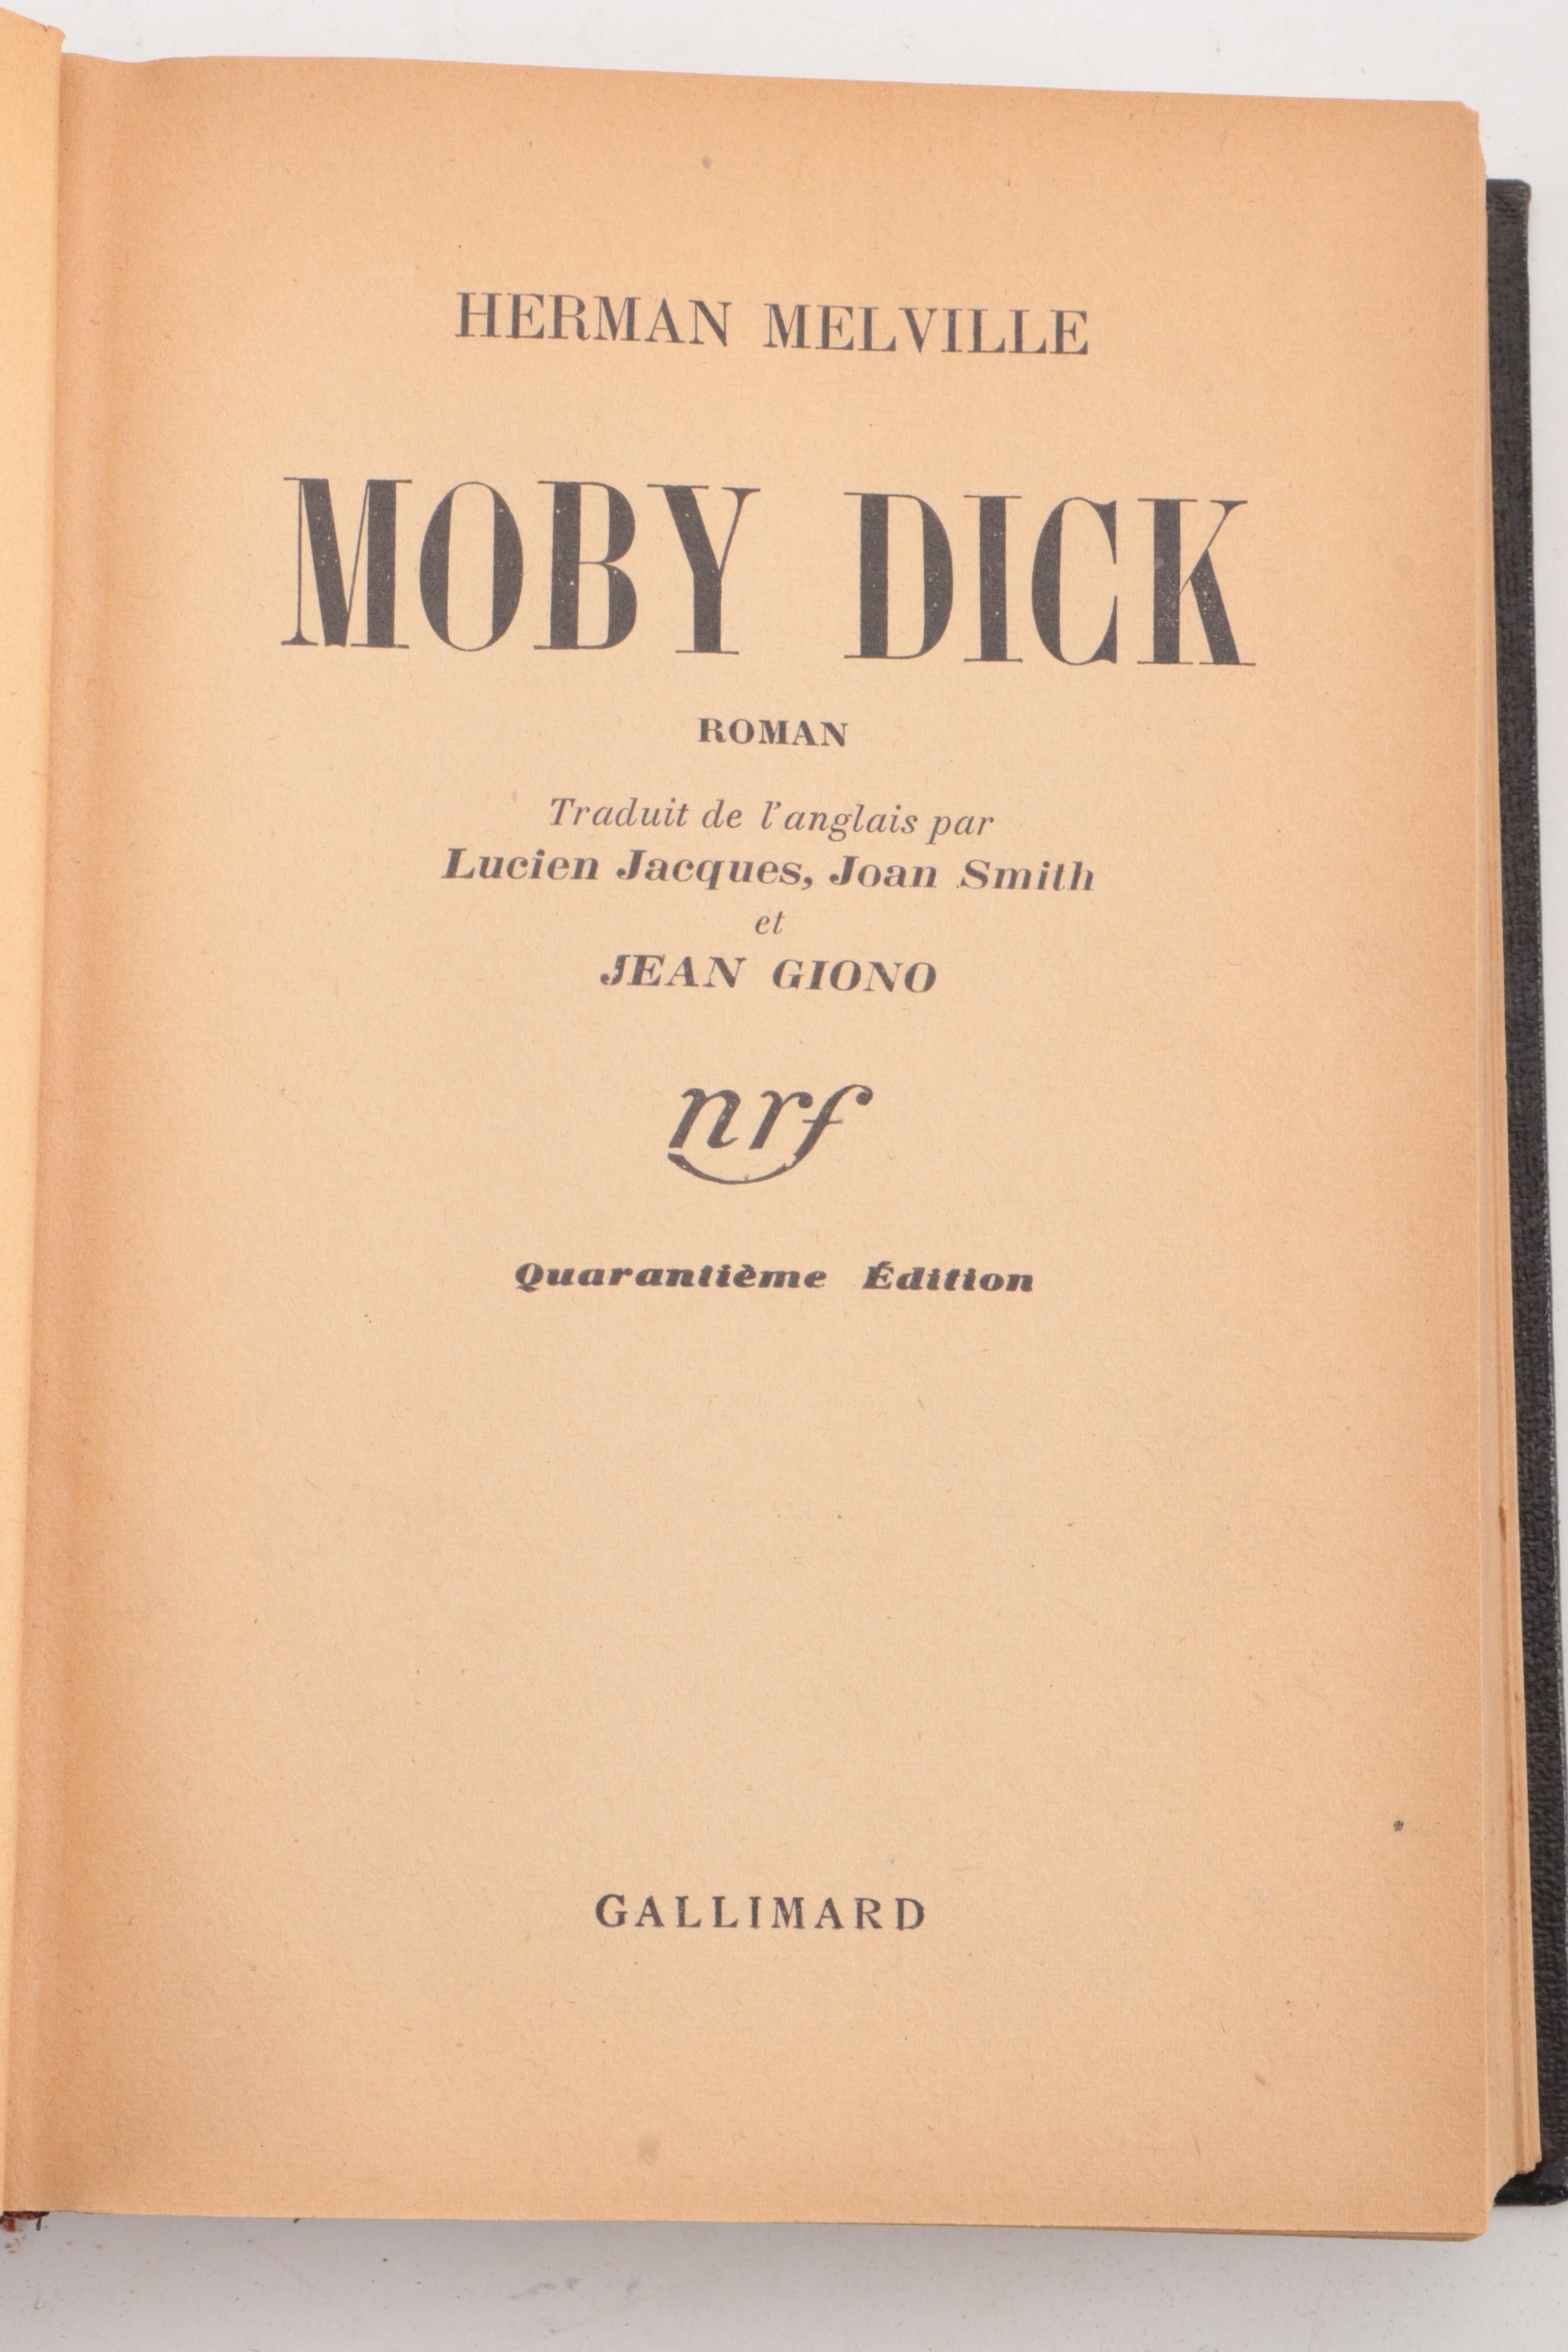 HERMAN MELVILLE
MOBY DICK
ROMAN
Traduit de l'anglais par
Lucien Jacques, Joan Smith
et
JEAN GIONO
nrf
Quarantième Édition
GALLIMARD